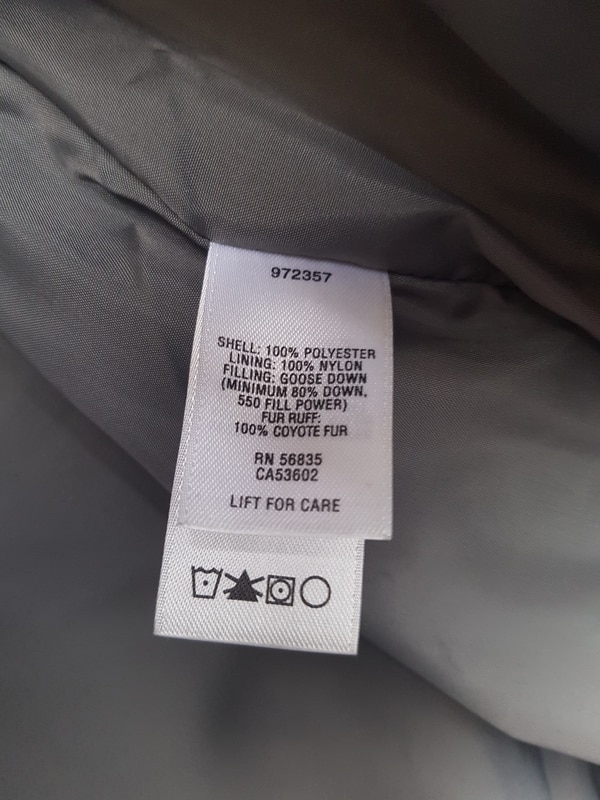 972357
SHELL: 100% POLYESTER
LINING: 100% NYLON
FILLING: GOOSE DOWN
(MINIMUM 80% DOWN,
550 FILL POWER)
FUR RUFF:
100% COYOTE FUR
RN 56835
CA53602
LIFT FOR CARE